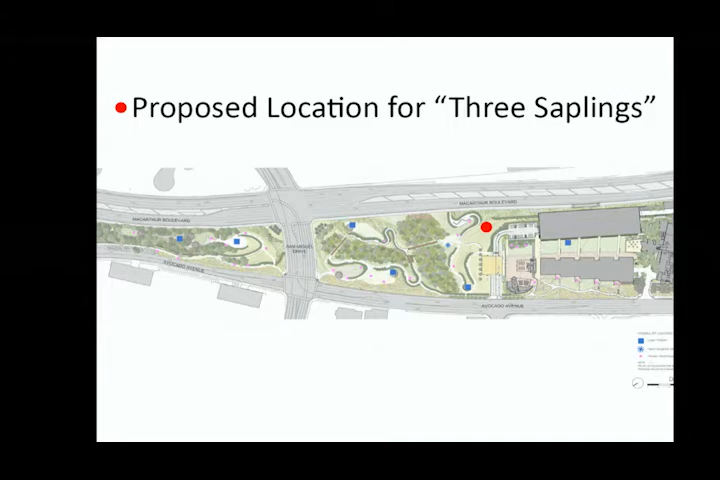 Proposed Location for “Three Saplings”
MACARTHUR BOULEVARD
MACARTHUR BOULEVARD
SAN MIGUEL
DRIVE
AVOCADO AVENUE
AVOCADO AVENUE